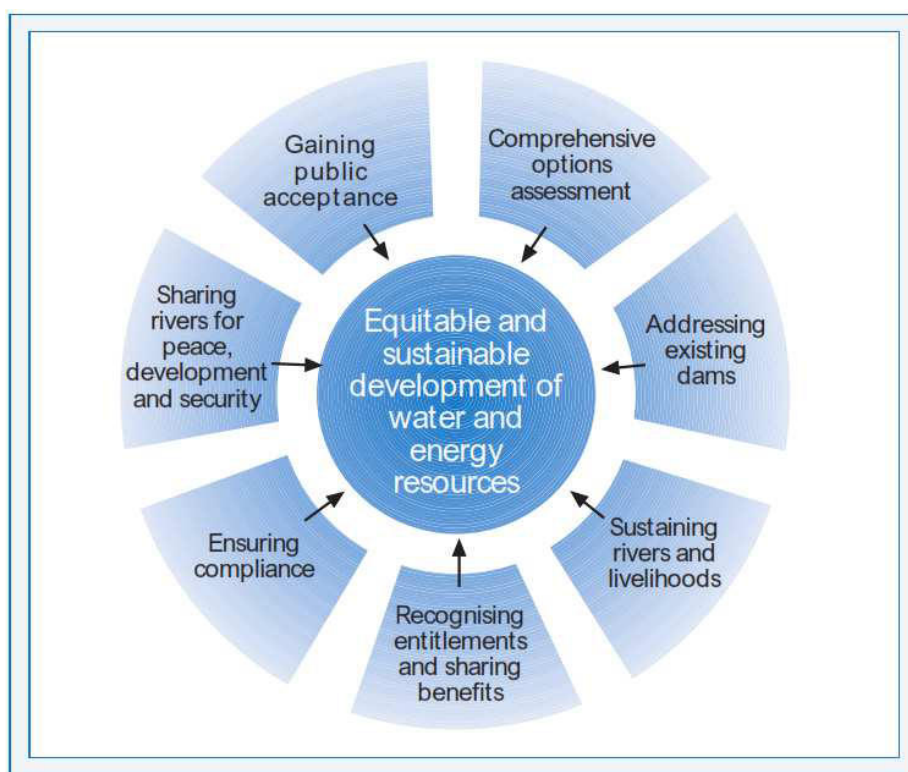 Gaining
public
acceptance
Comprehensive
options
assessment
Addressing
existing
dams
Sustaining
rivers and
livelihoods
Recognising
entitlements
and sharing
benefits
Ensuring
compliance
Sharing
rivers for
peace,
development
and security
Equitable and
sustainable
development of
water and
energy
resources